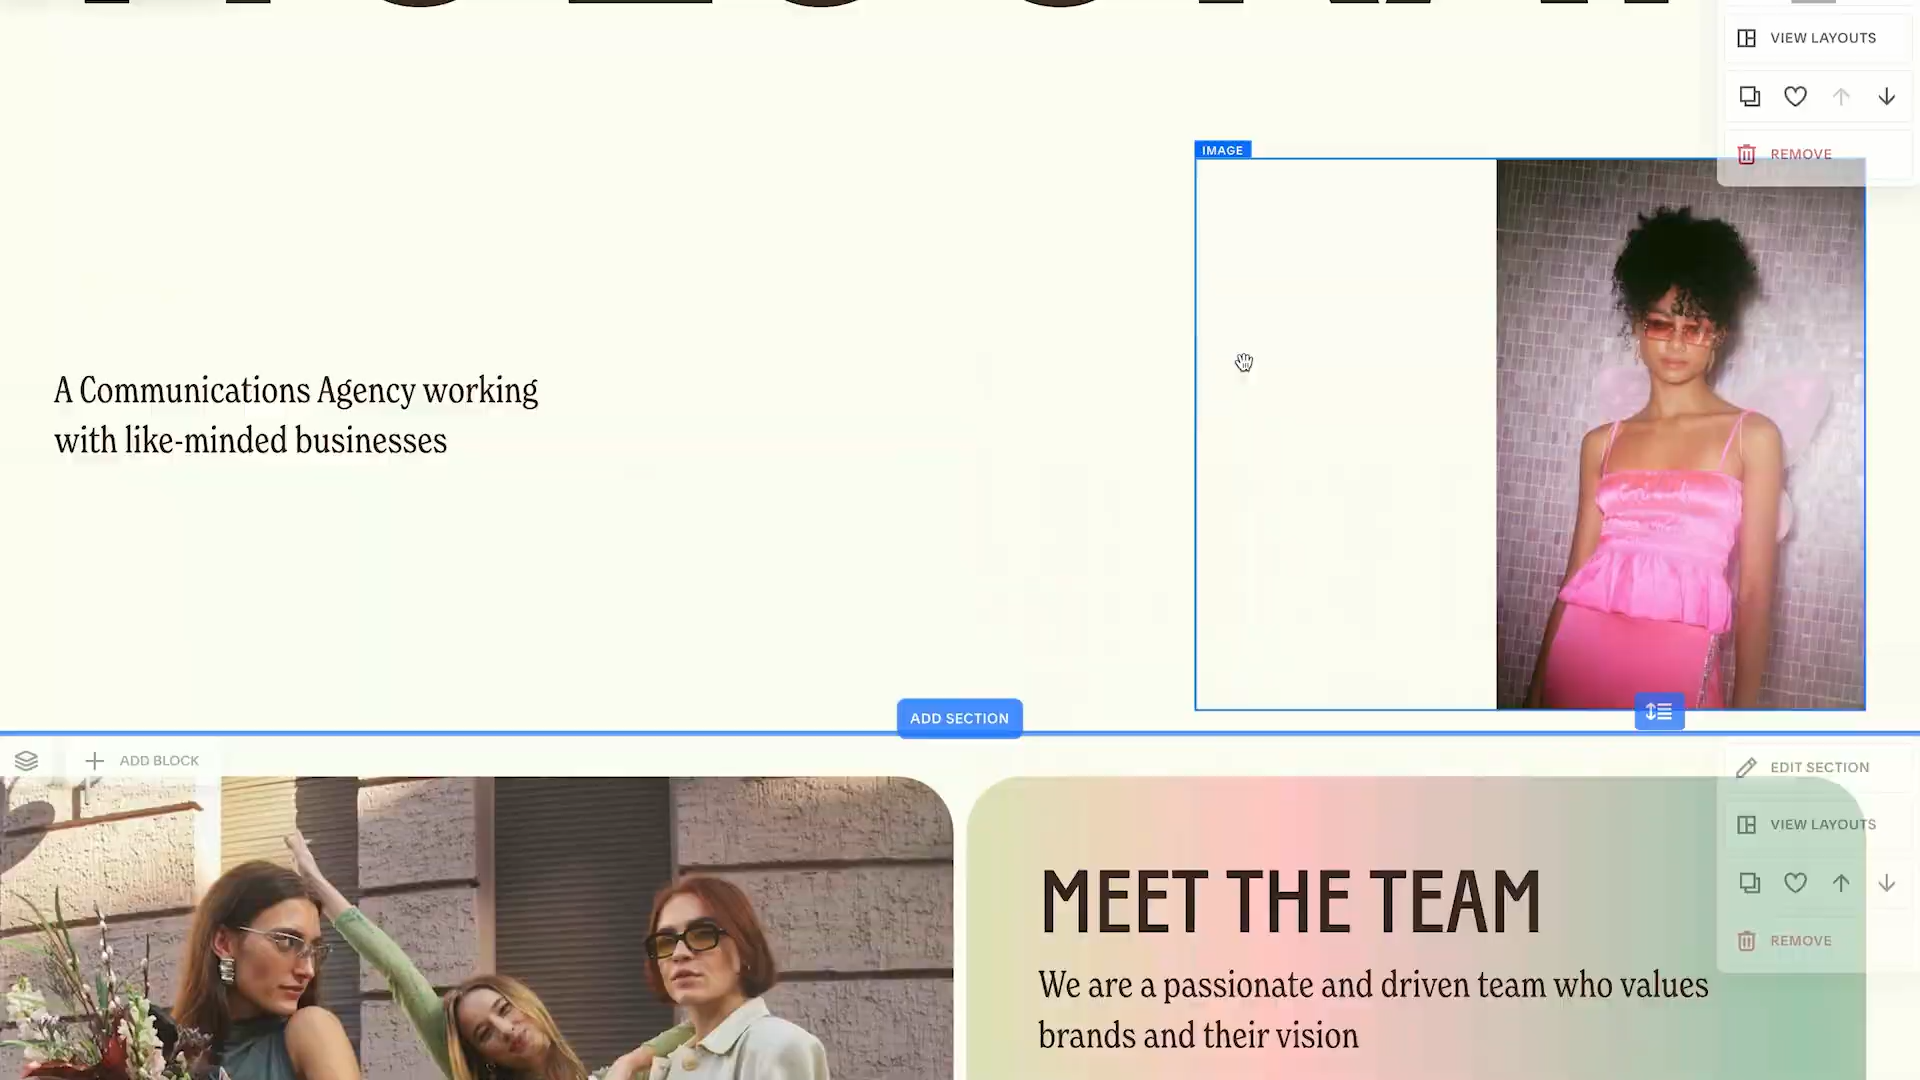 VIEW LAYOUTS
IMAGE
REMOVE
A Communications Agency working
with like-minded businesses
ADD SECTION
ADD BLOCK
EDIT SECTION
VIEW LAYOUTS
MEET THE TEAM
REMOVE
We are a passionate and driven team who values
brands and their vision